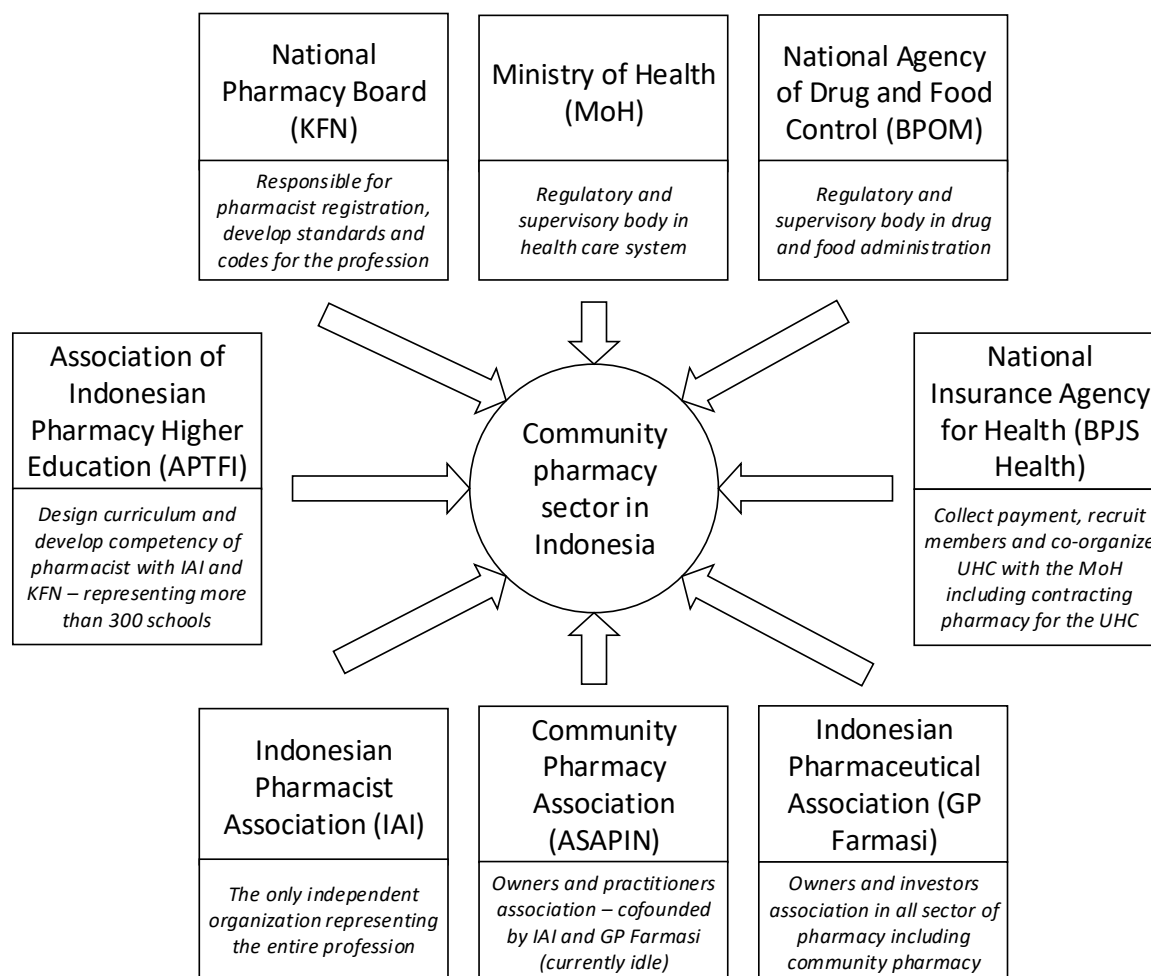 National
Pharmacy Board
(KFN)
Responsible for
pharmacist registration,
develop standards and
codes for the profession
Ministry of Health
(MoH)
Regulatory and
supervisory body in
health care system
National Agency
of Drug and Food
Control (BPOM)
Regulatory and
supervisory body in drug
and food administration
Association of
Indonesian
Pharmacy Higher
Education (APTFI)
Design curriculum and
develop competency of
pharmacist with IAI and
KFN – representing more
than 300 schools
Community
pharmacy
sector in
Indonesia
National
Insurance Agency
for Health (BPJS
Health)
Collect payment, recruit
members and co-organize
UHC with the MoH
including contracting
pharmacy for the UHC
Indonesian
Pharmacist
Association (IAI)
The only independent
organization representing
the entire profession
Community
Pharmacy
Association
(ASAPIN)
Owners and practitioners
association – cofounded
by IAI and GP Farmasi
(currently idle)
Indonesian
Pharmaceutical
Association (GP
Farmasi)
Owners and investors
association in all sector of
pharmacy including
community pharmacy